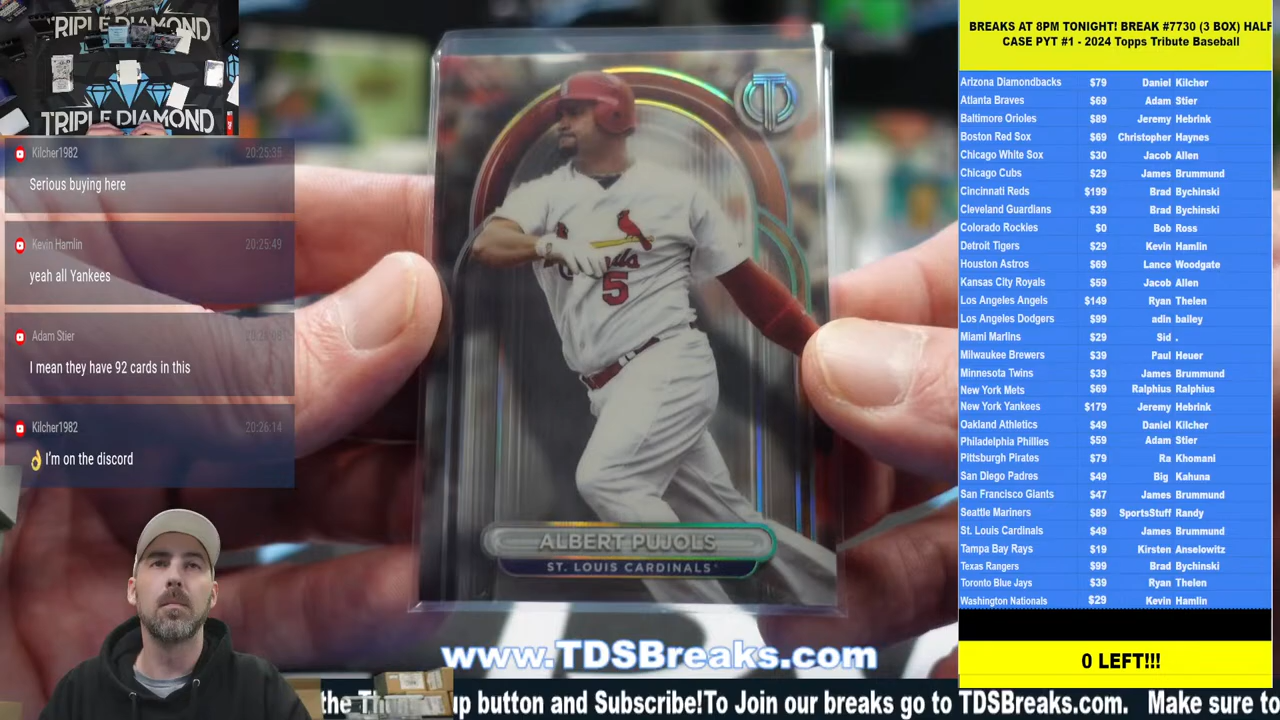 TRIPLE DIAMOND
TRIPLE DIAMOND
Kilcher1982 20:25:35
Serious buying here
Kevin Hamlin 20:25:49
yeah all Yankees
Adam Stier
I mean they have 92 cards in this
Kilcher1982 20:26:14
👌 I'm on the discord
Cardinals
5
ALBERT PUJOLS
ST. LOUIS CARDINALS
www.TDSBreaks.com
up button and Subscribe!To Join our breaks go to TDSBreaks.com. Make sure to
BREAKS AT 8PM TONIGHT! BREAK #7730 (3 BOX) HALF
CASE PYT #1 - 2024 Topps Tribute Baseball
Arizona Diamondbacks $79 Daniel Kilcher
Atlanta Braves $69 Adam Stier
Baltimore Orioles $89 Jeremy Hebrink
Boston Red Sox $69 Christopher Haynes
Chicago White Sox $30 Jacob Allen
Chicago Cubs $29 James Brummund
Cincinnati Reds $199 Brad Bychinski
Cleveland Guardians $39 Brad Bychinski
Colorado Rockies $0 Bob Ross
Detroit Tigers $29 Kevin Hamlin
Houston Astros $69 Lance Woodgate
Kansas City Royals $59 Jacob Allen
Los Angeles Angels $149 Ryan Thelen
Los Angeles Dodgers $99 adin bailey
Miami Marlins $29 Sid .
Milwaukee Brewers $39 Paul Heuer
Minnesota Twins $39 James Brummund
New York Mets $69 Ralphius Ralphius
New York Yankees $179 Jeremy Hebrink
Oakland Athletics $49 Daniel Kilcher
Philadelphia Phillies $59 Adam Stier
Pittsburgh Pirates $79 Ra Khomani
San Diego Padres $49 Big Kahuna
San Francisco Giants $47 James Brummund
Seattle Mariners $89 SportsStuff Randy
St. Louis Cardinals $49 James Brummund
Tampa Bay Rays $19 Kirsten Anselowitz
Texas Rangers $99 Brad Bychinski
Toronto Blue Jays $39 Ryan Thelen
Washington Nationals $29 Kevin Hamlin
0 LEFT!!!